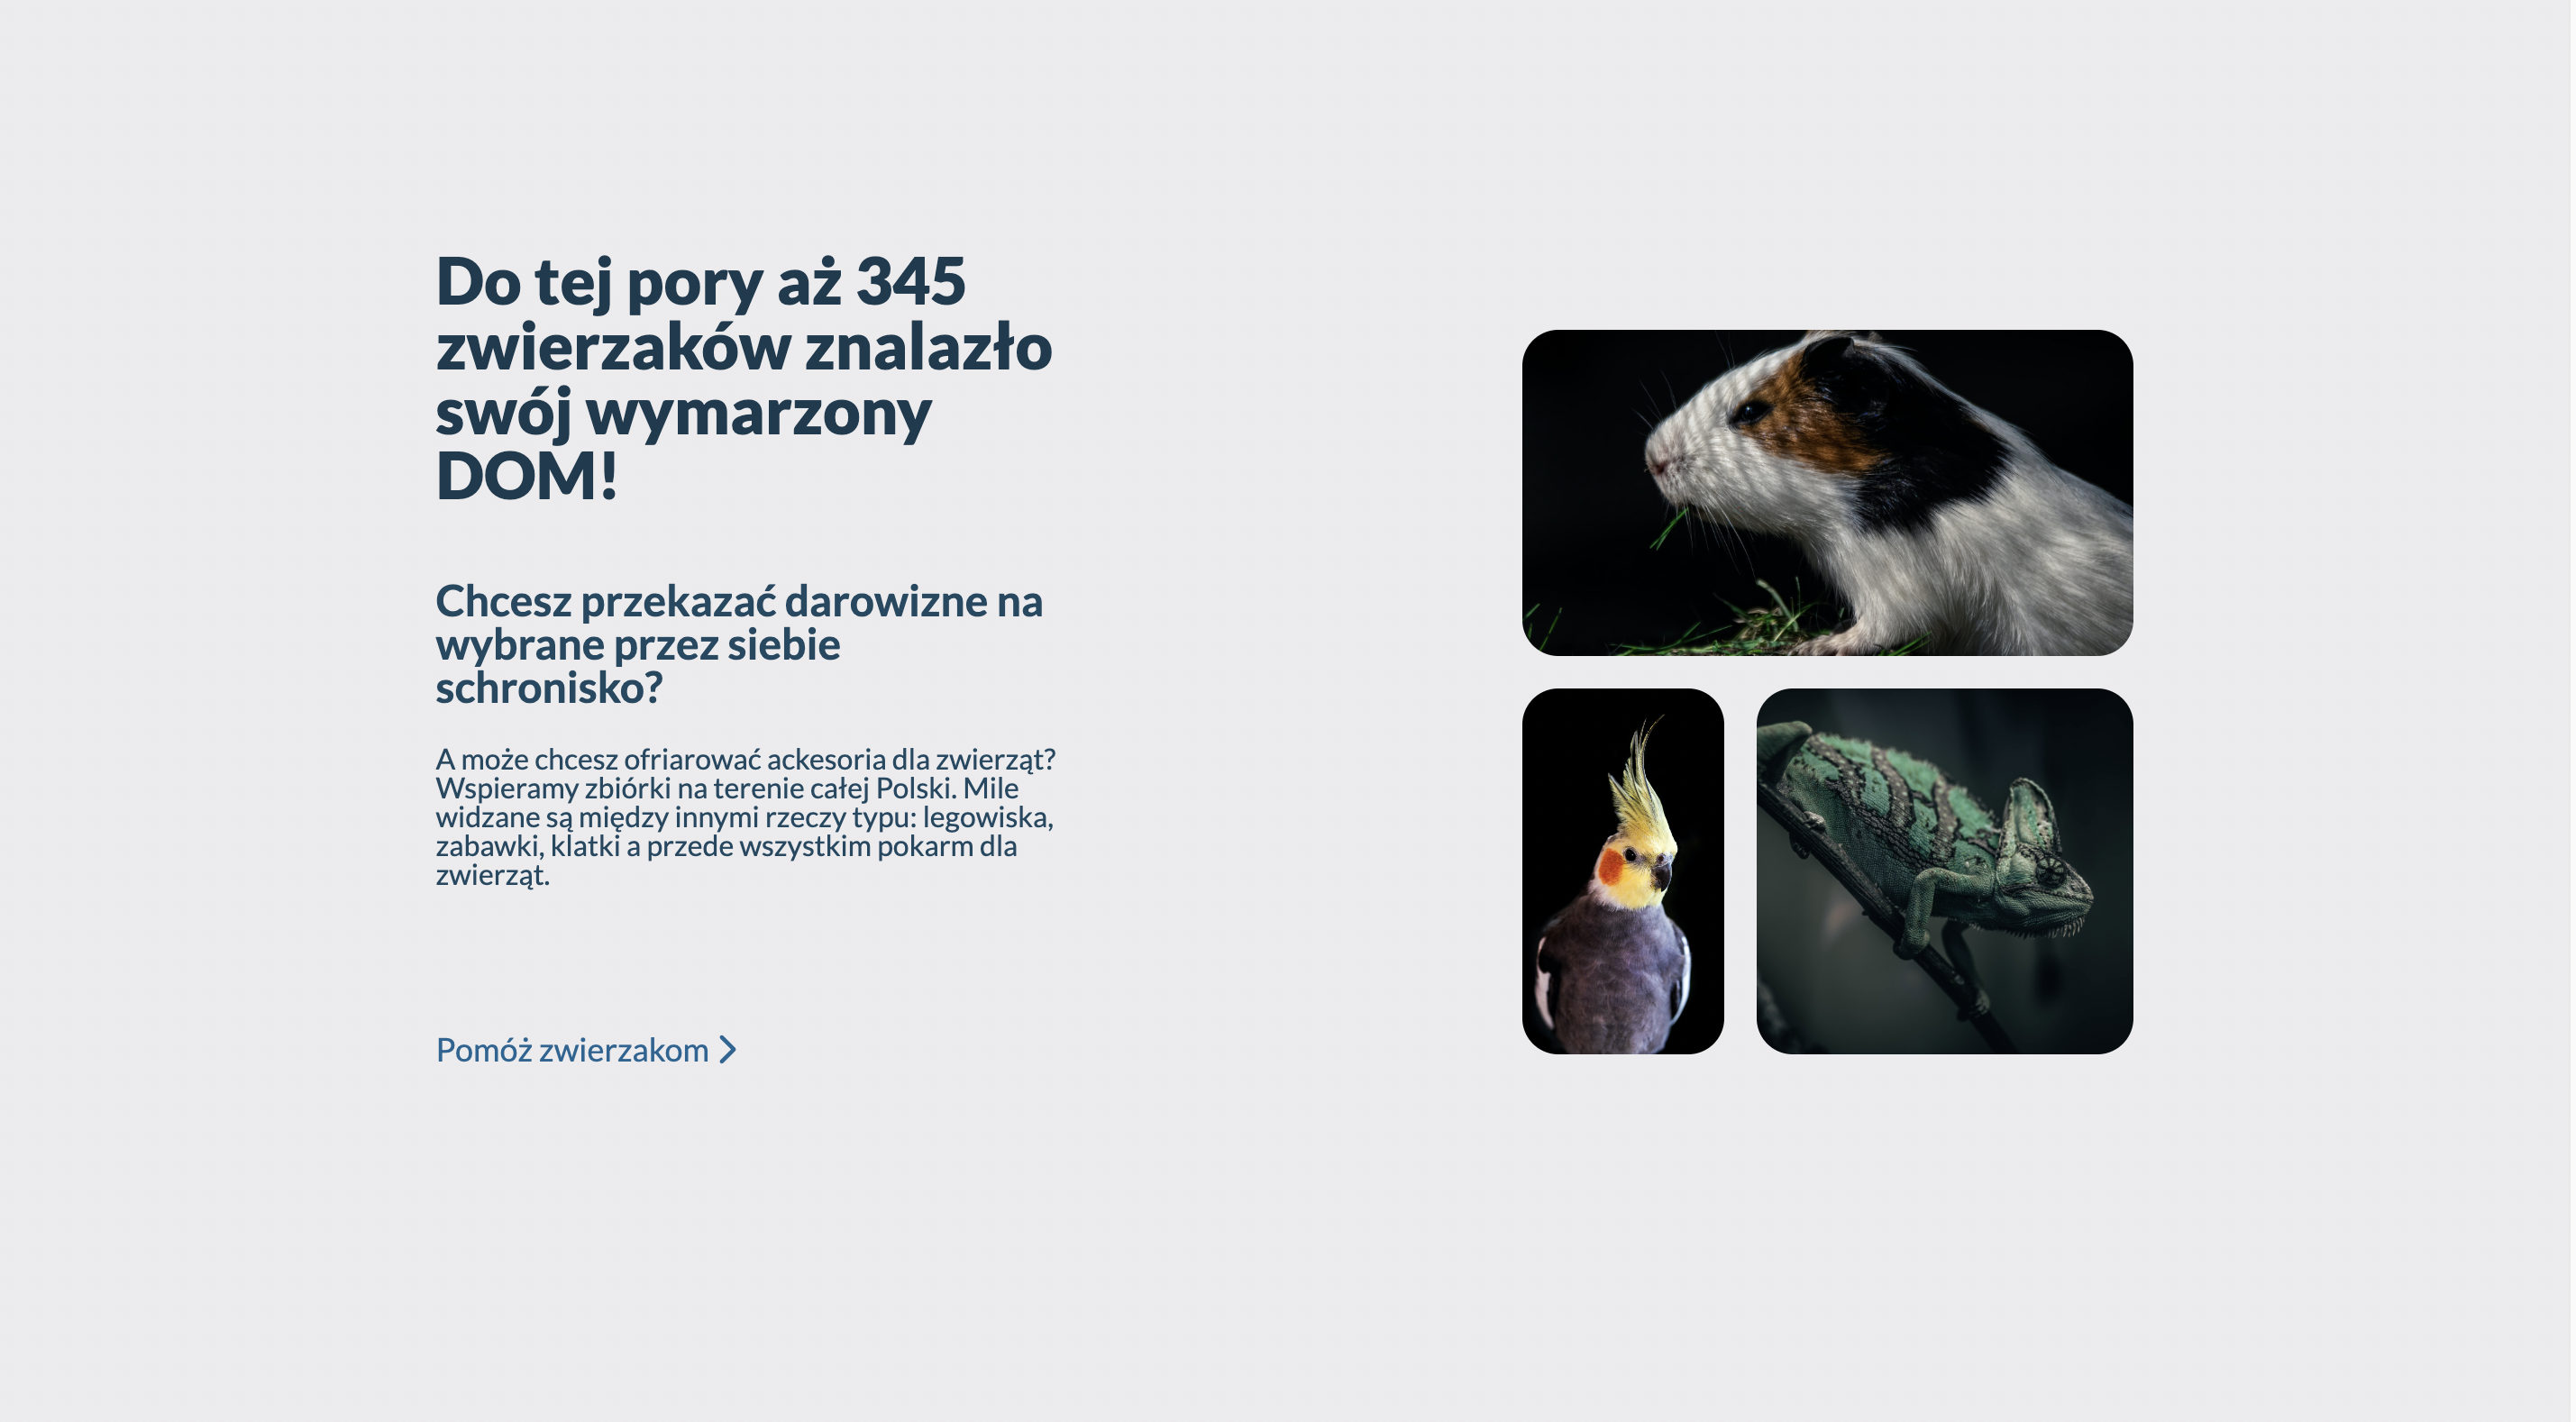 Do tej pory aż 345
zwierzaków znalazło
swój wymarzony
DOM!
Chcesz przekazać darowizne na
wybrane przez siebie
schronisko?
A może chcesz ofriarować ackesoria dla zwierząt?
Wspieramy zbiórki na terenie całej Polski. Mile
widzane są między innymi rzeczy typu: legowiska,
zabawki, klatki a przede wszystkim pokarm dla
zwierząt.
Pomóż zwierzakom